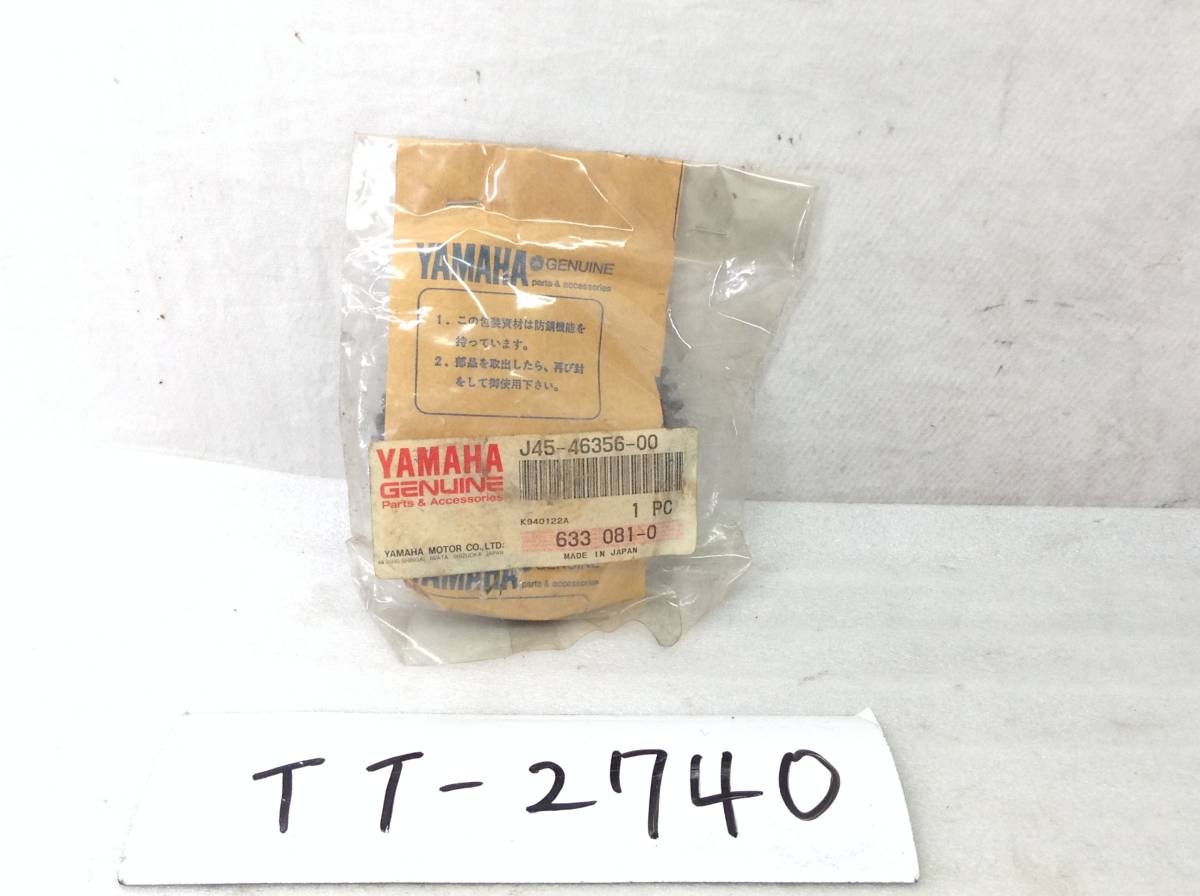 YAMAHA GENUINE
parts & accessories
1. この包装資材は防錆機能を
持っています。
2. 部品を取出したら、再び封
をして御使用下さい。
YAMAHA
GENUINE
Parts & Accessories
J45-46356-00
1 PC
K940122A
633 081-0
YAMAHA MOTOR CO.,LTD.
MADE IN JAPAN
YAMAHA GENUINE
parts & accessories
TT-2740